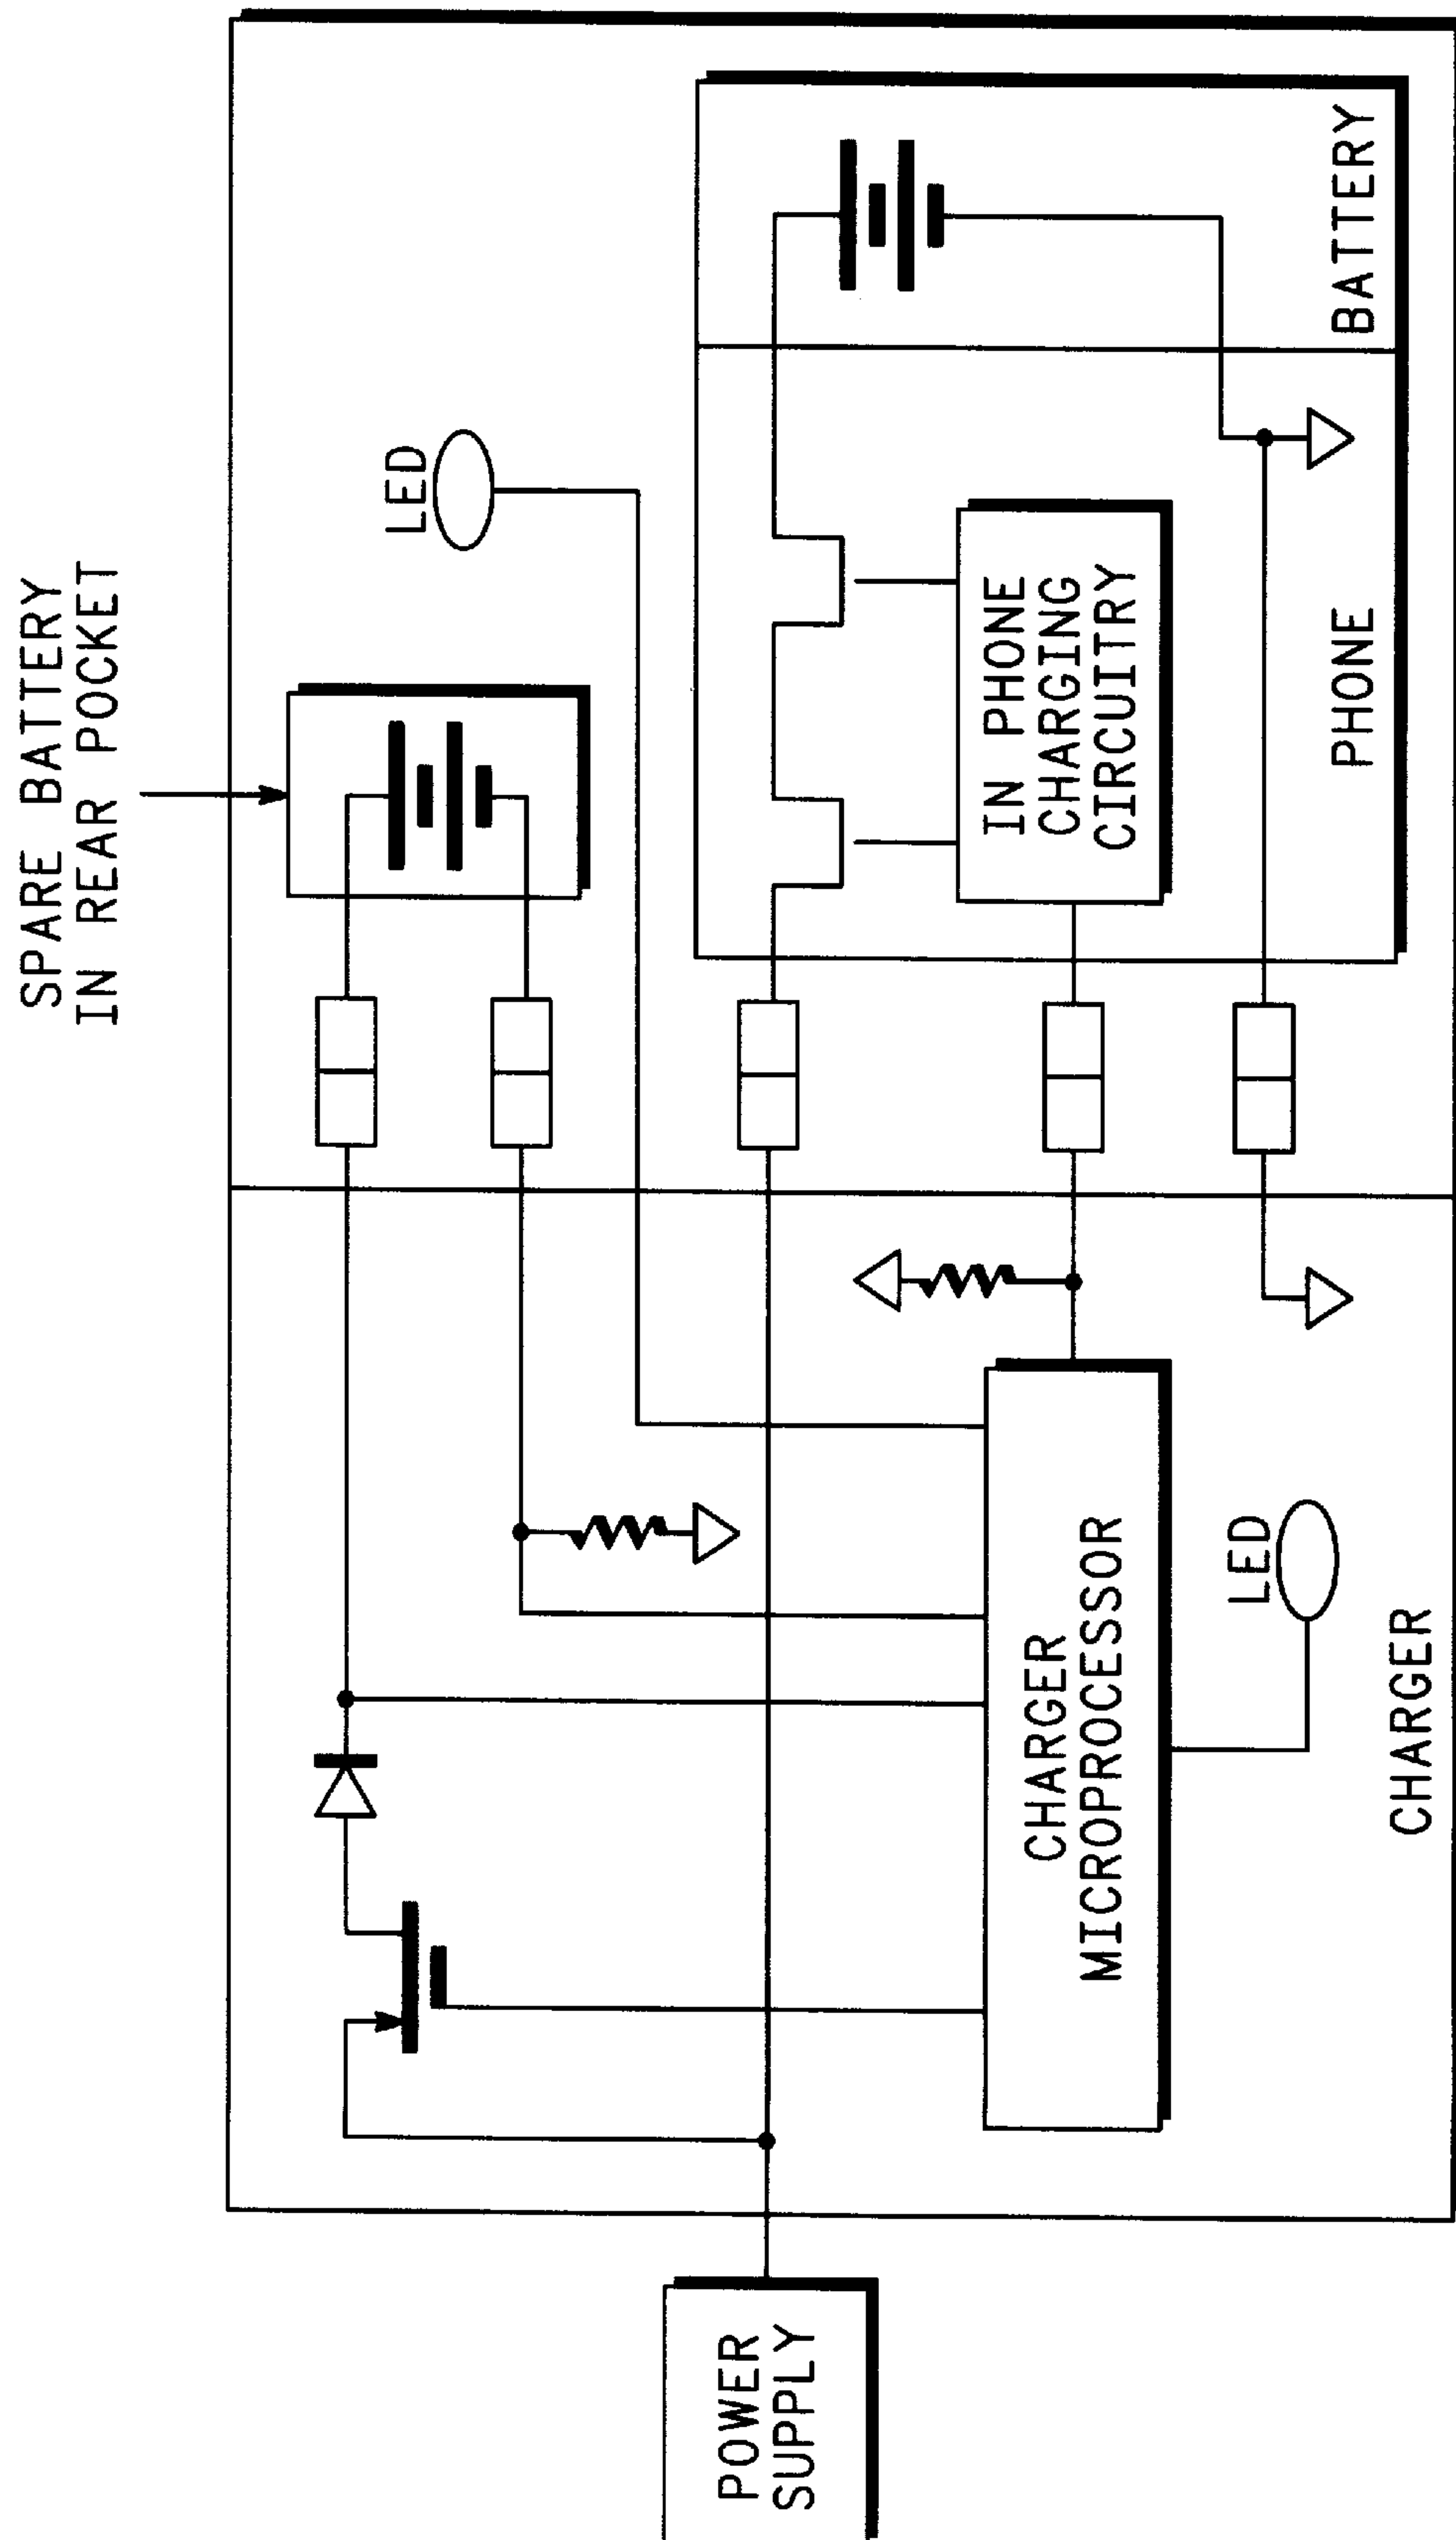 SPARE BATTERY
IN REAR POCKET
LED
BATTERY
IN PHONE
CHARGING
CIRCUITRY
PHONE
POWER
SUPPLY
CHARGER
MICROPROCESSOR
LED
CHARGER